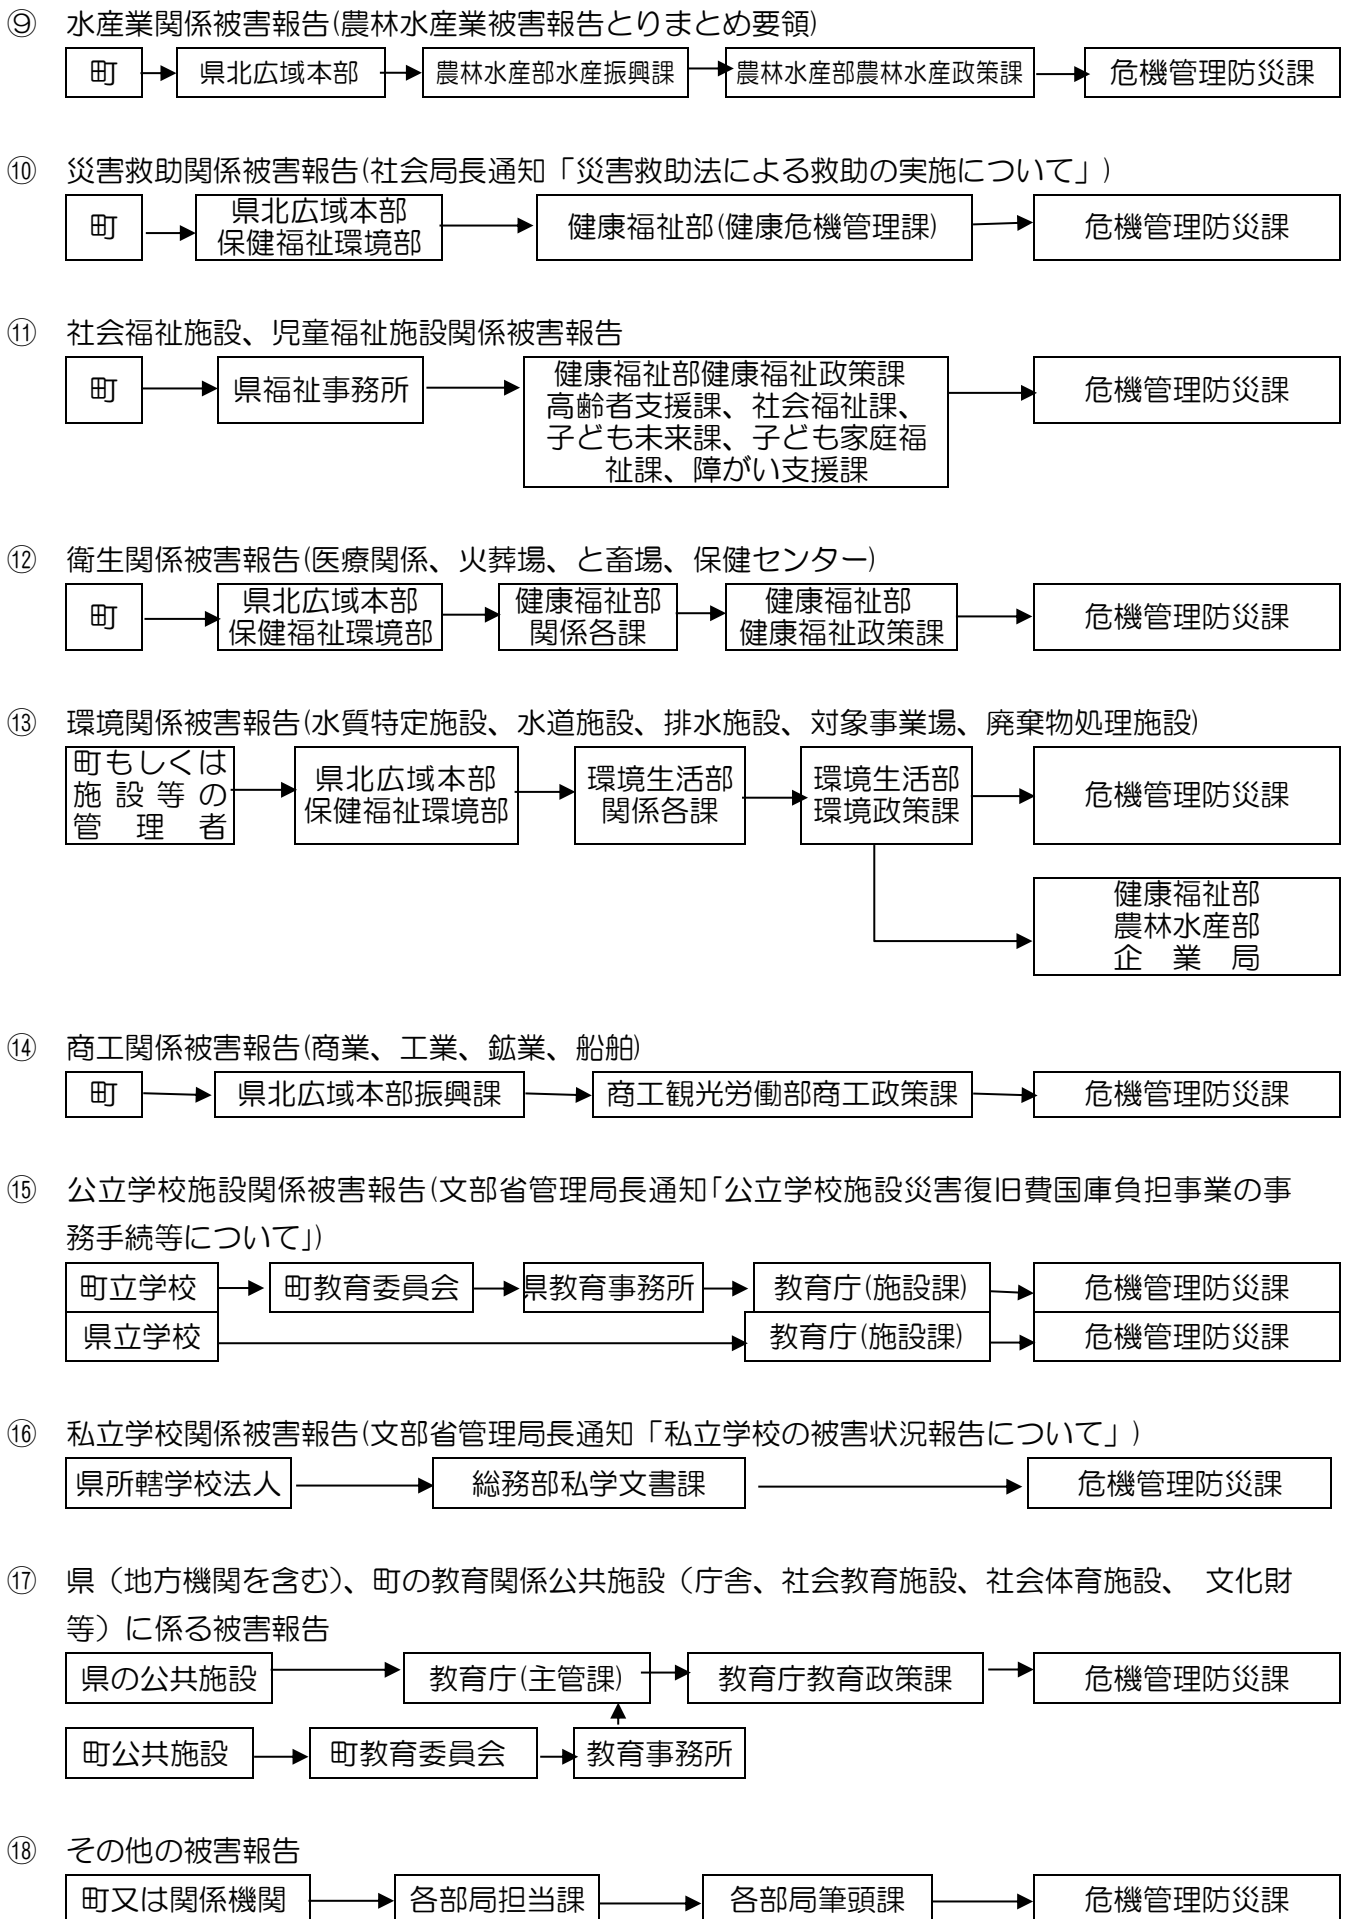 ⑨ 水産業関係被害報告(農林水産業被害報告とりまとめ要領)
町 県北広域本部 農林水産部水産振興課 農林水産部農林水産政策課 危機管理防災課
⑩ 災害救助関係被害報告(社会局長通知「災害救助法による救助の実施について」)
町 県北広域本部 健康福祉部(健康危機管理課) 危機管理防災課
保健福祉環境部
⑪ 社会福祉施設、児童福祉施設関係被害報告
町 県福祉事務所 健康福祉部健康福祉政策課 危機管理防災課
高齢者支援課、社会福祉課、
子ども未来課、子ども家庭福
祉課、障がい支援課
⑫ 衛生関係被害報告(医療関係、火葬場、と畜場、保健センター)
町 県北広域本部 健康福祉部 健康福祉部 危機管理防災課
保健福祉環境部 関係各課 健康福祉政策課
⑬ 環境関係被害報告(水質特定施設、水道施設、排水施設、対象事業場、廃棄物処理施設)
町もしくは 県北広域本部 環境生活部 環境生活部 危機管理防災課
施設等の 保健福祉環境部 関係各課 環境政策課
管理者
健康福祉部
農林水産部
企 業 局
⑭ 商工関係被害報告(商業、工業、鉱業、船舶)
町 県北広域本部振興課 商工観光労働部商工政策課 危機管理防災課
⑮ 公立学校施設関係被害報告(文部省管理局長通知「公立学校施設災害復旧費国庫負担事業の事
務手続等について」)
町立学校 町教育委員会 県教育事務所 教育庁(施設課) 危機管理防災課
県立学校 教育庁(施設課) 危機管理防災課
⑯ 私立学校関係被害報告(文部省管理局長通知「私立学校の被害状況報告について」)
県所轄学校法人 総務部私学文書課 危機管理防災課
⑰ 県（地方機関を含む）、町の教育関係公共施設（庁舎、社会教育施設、社会体育施設、 文化財
等）に係る被害報告
県の公共施設 教育庁(主管課) 教育庁教育政策課 危機管理防災課
町公共施設 町教育委員会 教育事務所
⑱ その他の被害報告
町又は関係機関 各部局担当課 各部局筆頭課 危機管理防災課